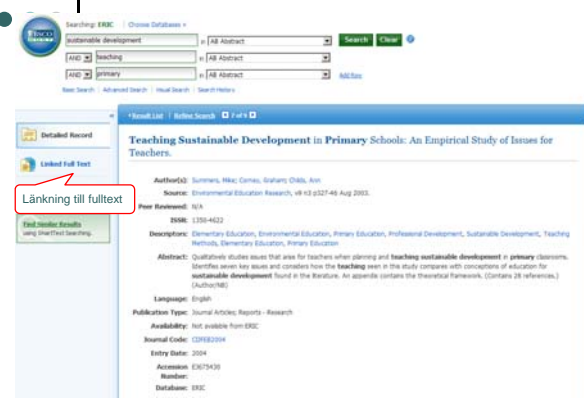 Searching: ERIC | Choose Databases »
EBSCO
sustainable development in AB Abstract Search Clear
AND teaching in AB Abstract
AND primary in AB Abstract Add Row
Basic Search | Advanced Search | Visual Search | Search History
Result List | Refine Search 7 of 9
Detailed Record
Linked Full Text
Länkning till fulltext
Find Similar Results
using SmartText Searching.
Teaching Sustainable Development in Primary Schools: An Empirical Study of Issues for
Teachers.
Author(s): Summers, Mike; Corney, Graham; Childs, Ann
Source: Environmental Education Research, v9 n3 p327-46 Aug 2003.
Peer Reviewed: N/A
ISSN: 1350-4622
Descriptors: Elementary Education, Environmental Education, Primary Education, Professional Development, Sustainable Development, Teaching
Methods, Elementary Education, Primary Education
Abstract: Qualitatively studies issues that arise for teachers when planning and teaching sustainable development in primary classrooms.
Identifies seven key issues and considers how the teaching seen in the study compares with conceptions of education for
sustainable development found in the literature. An appendix contains the theoretical framework. (Contains 28 references.)
(Author/NB)
Language: English
Publication Type: Journal Articles; Reports - Research
Availability: Not available from ERIC
Journal Code: CIJFEB2004
Entry Date: 2004
Accession EJ675430
Number:
Database: ERIC